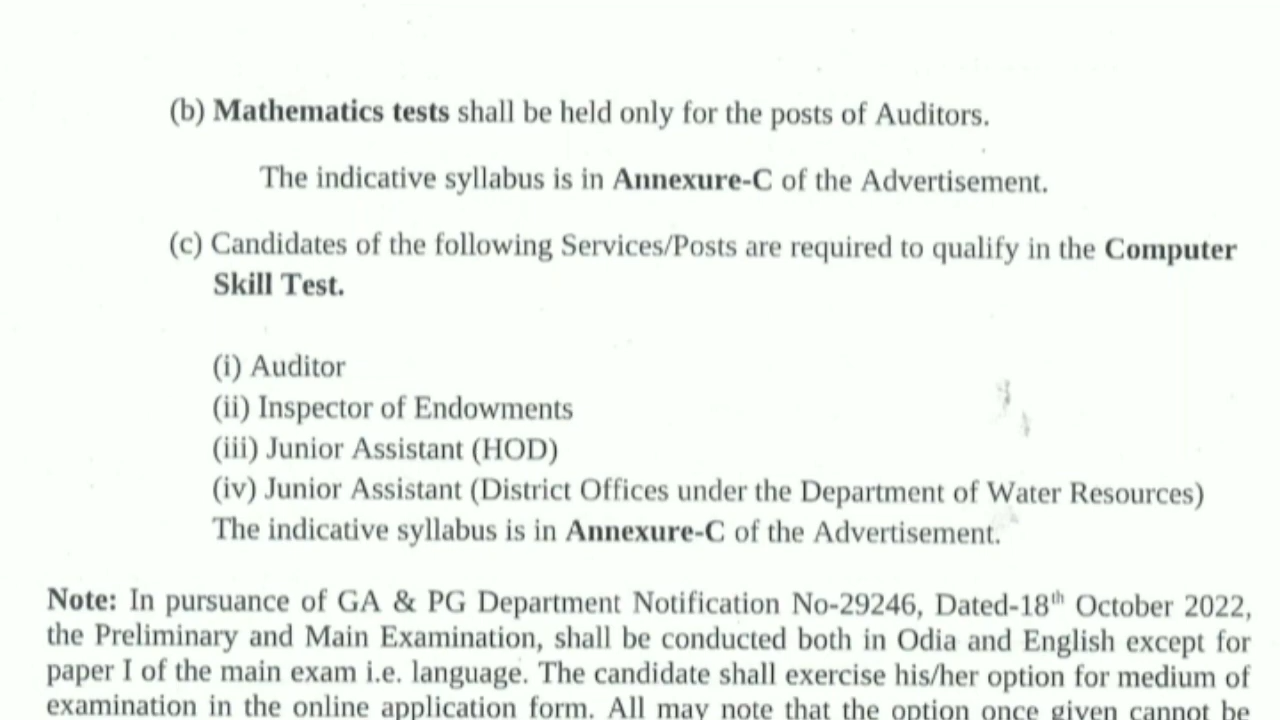 (b) Mathematics tests shall be held only for the posts of Auditors.
The indicative syllabus is in Annexure-C of the Advertisement.
(c) Candidates of the following Services/Posts are required to qualify in the Computer
Skill Test.
(i) Auditor
(ii) Inspector of Endowments
(iii) Junior Assistant (HOD)
(iv) Junior Assistant (District Offices under the Department of Water Resources)
The indicative syllabus is in Annexure-C of the Advertisement.
Note: In pursuance of GA & PG Department Notification No-29246, Dated-18th October 2022,
the Preliminary and Main Examination, shall be conducted both in Odia and English except for
paper I of the main exam i.e. language. The candidate shall exercise his/her option for medium of
examination in the online application form. All may note that the option once given cannot be